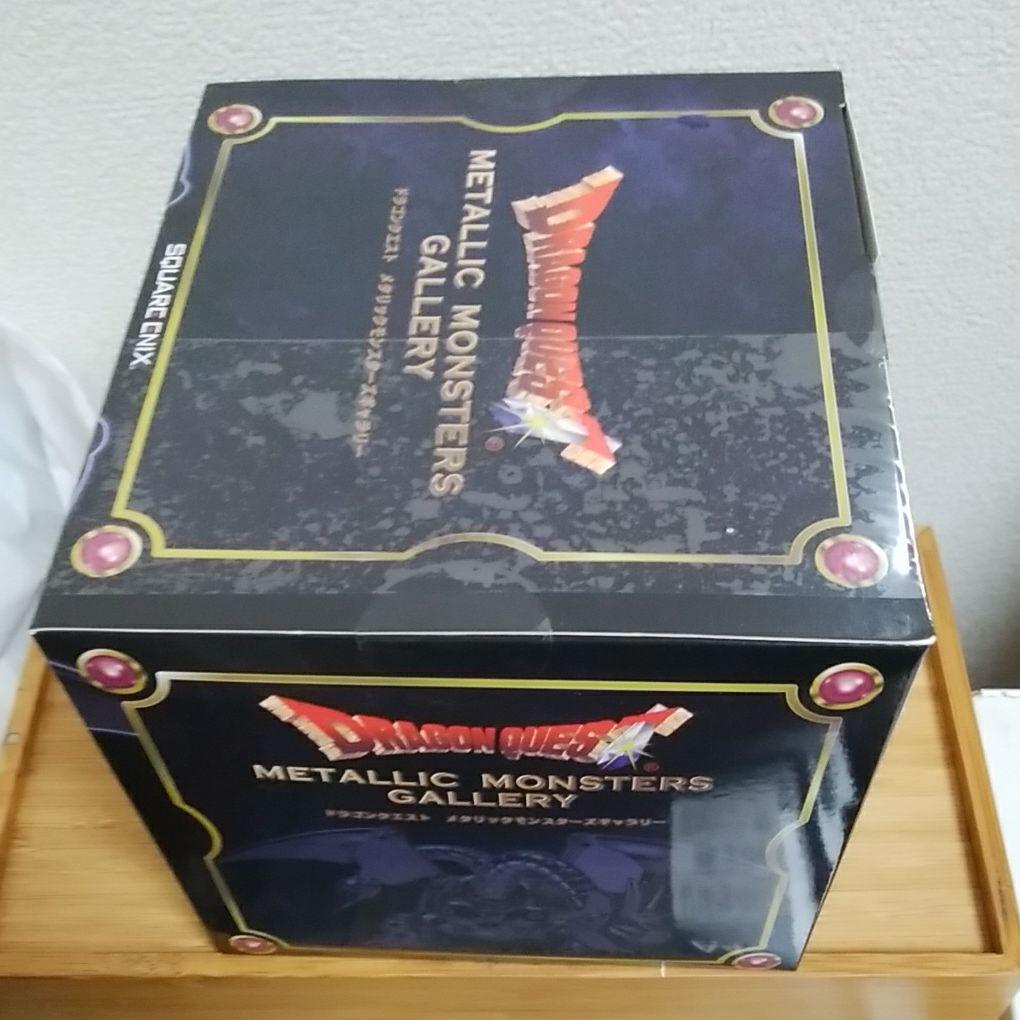 DRAGON QUEST
METALLIC MONSTERS
GALLERY
ドラゴンクエスト メタリックモンスターズギャラリー
SQUARE ENIX
DRAGON QUEST
METALLIC MONSTERS
GALLERY
ドラゴンクエスト メタリックモンスターズギャラリー